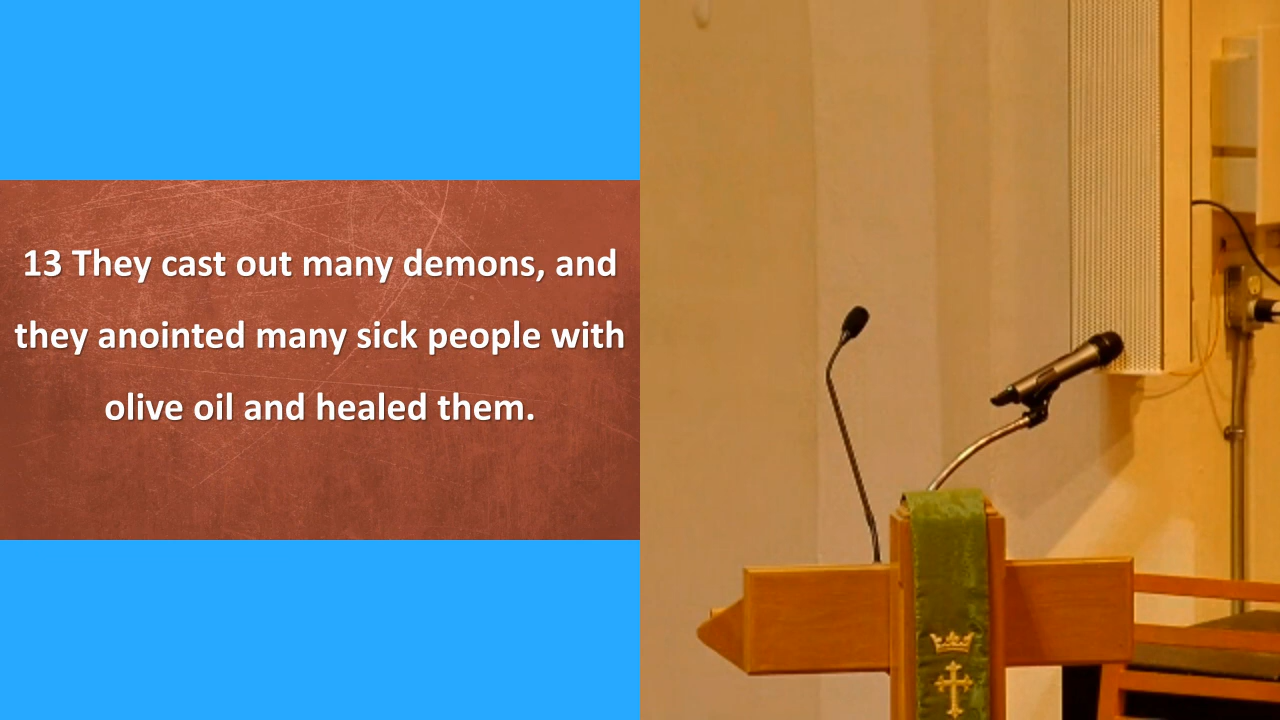 13 They cast out many demons, and
they anointed many sick people with
olive oil and healed them.